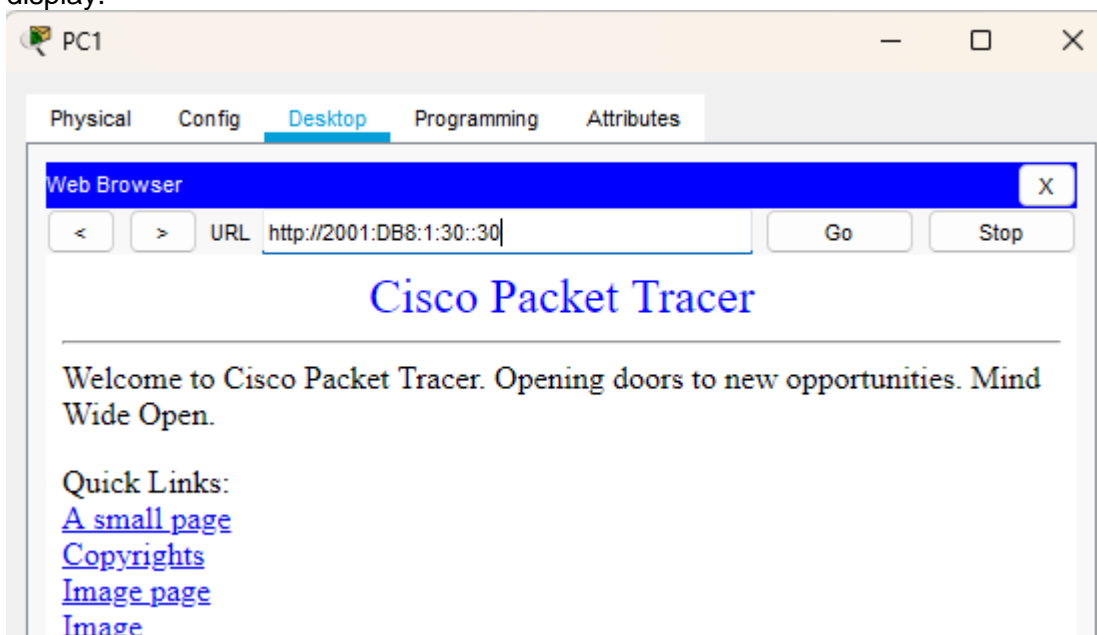 display.
PC1
Physical Config Desktop Programming Attributes
Web Browser X
< > URL http://2001:DB8:1:30::30 Go Stop
Cisco Packet Tracer
Welcome to Cisco Packet Tracer. Opening doors to new opportunities. Mind
Wide Open.
Quick Links:
A small page
Copyrights
Image page
Image